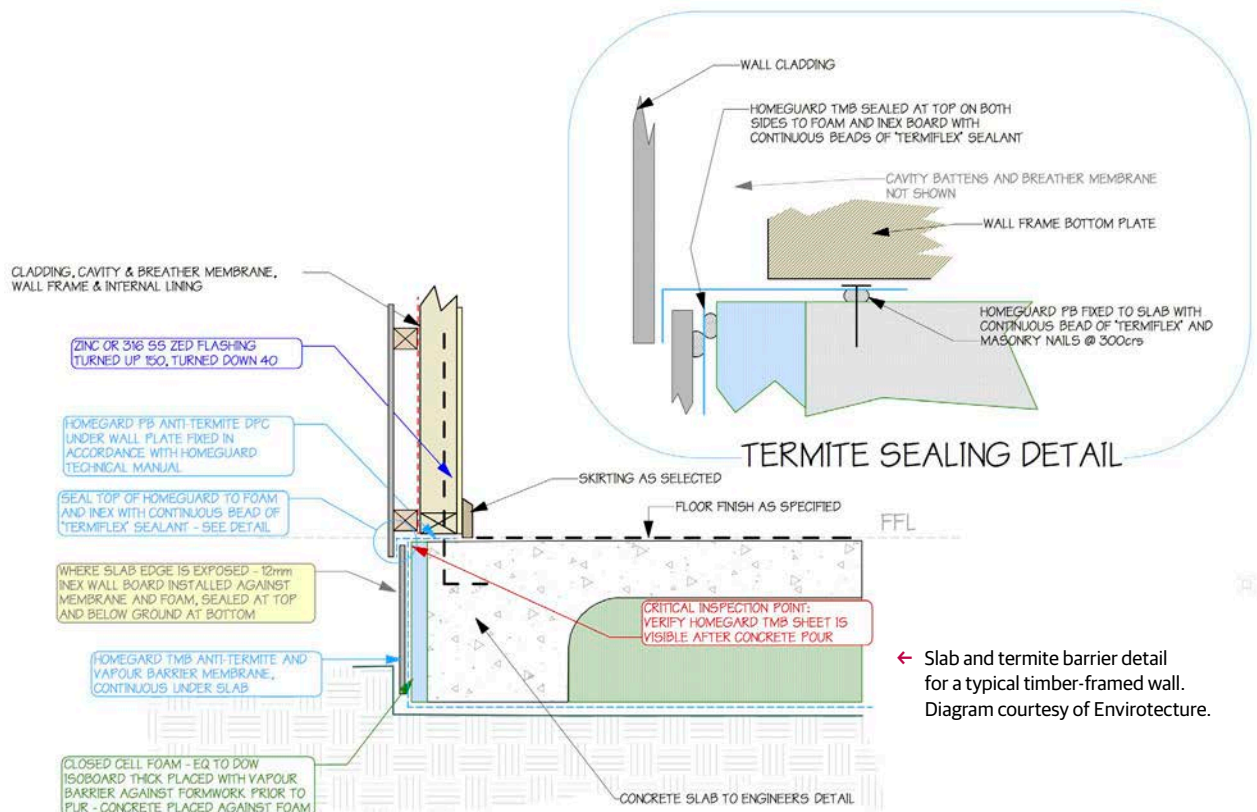 WALL CLADDING
HOMEGUARD TMB SEALED AT TOP ON BOTH
SIDES TO FOAM AND INEX BOARD WITH
CONTINUOUS BEADS OF "TERMIFLEX" SEALANT
CAVITY BATTENS AND BREATHER MEMBRANE
NOT SHOWN
WALL FRAME BOTTOM PLATE
HOMEGUARD PB FIXED TO SLAB WITH
CONTINUOUS BEAD OF "TERMIFLEX" AND
MASONRY NAILS @ 300crs
TERMITE SEALING DETAIL
CLADDING, CAVITY & BREATHER MEMBRANE,
WALL FRAME & INTERNAL LINING
ZINC OR 316 SS ZED FLASHING
TURNED UP 150, TURNED DOWN 40
HOMEGARD PB ANTI-TERMITE DPC
UNDER WALL PLATE FIXED IN
ACCORDANCE WITH HOMEGUARD
TECHNICAL MANUAL
SEAL TOP OF HOMEGUARD TO FOAM
AND INEX WITH CONTINUOUS BEAD OF
"TERMIFLEX" SEALANT - SEE DETAIL
WHERE SLAB EDGE IS EXPOSED - 12mm
INEX WALL BOARD INSTALLED AGAINST
MEMBRANE AND FOAM, SEALED AT TOP
AND BELOW GROUND AT BOTTOM
HOMEGARD TMB ANTI-TERMITE AND
VAPOUR BARRIER MEMBRANE,
CONTINUOUS UNDER SLAB
CLOSED CELL FOAM - EQ TO DOW
ISOBOARD THICK PLACED WITH VAPOUR
BARRIER AGAINST FORMWORK PRIOR TO
PUR - CONCRETE PLACED AGAINST FOAM
SKIRTING AS SELECTED
FLOOR FINISH AS SPECIFIED
FFL
CRITICAL INSPECTION POINT:
VERIFY HOMEGARD TMB SHEET IS
VISIBLE AFTER CONCRETE POUR
CONCRETE SLAB TO ENGINEERS DETAIL
← Slab and termite barrier detail
for a typical timber-framed wall.
Diagram courtesy of Envirotecture.